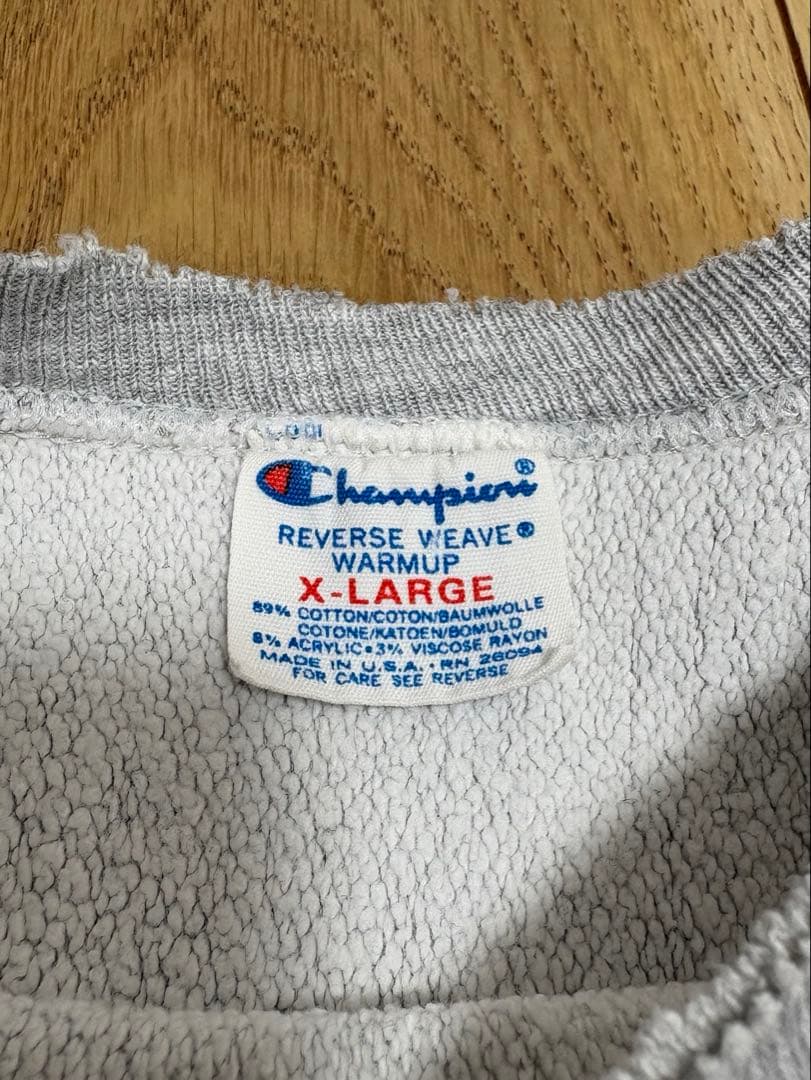 Champion®
REVERSE WEAVE®
WARMUP
X-LARGE
89% COTTON/COTON/BAUMWOLLE
COTONE/KATOEN/BOMULD
8% ACRYLIC•3% VISCOSE RAYON
MADE IN U.S.A. • RN 26094
FOR CARE SEE REVERSE